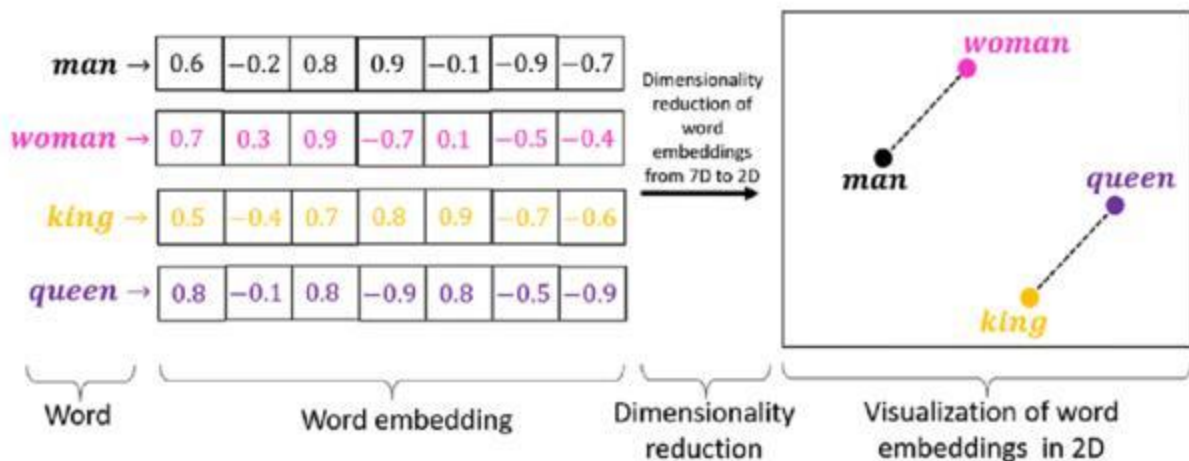 man → 0.6 −0.2 0.8 0.9 −0.1 −0.9 −0.7
woman → 0.7 0.3 0.9 −0.7 0.1 −0.5 −0.4
king → 0.5 −0.4 0.7 0.8 0.9 −0.7 −0.6
queen → 0.8 −0.1 0.8 −0.9 0.8 −0.5 −0.9
Dimensionality
reduction of
word
embeddings
from 7D to 2D
woman
man
queen
king
Word
Word embedding
Dimensionality
reduction
Visualization of word
embeddings in 2D